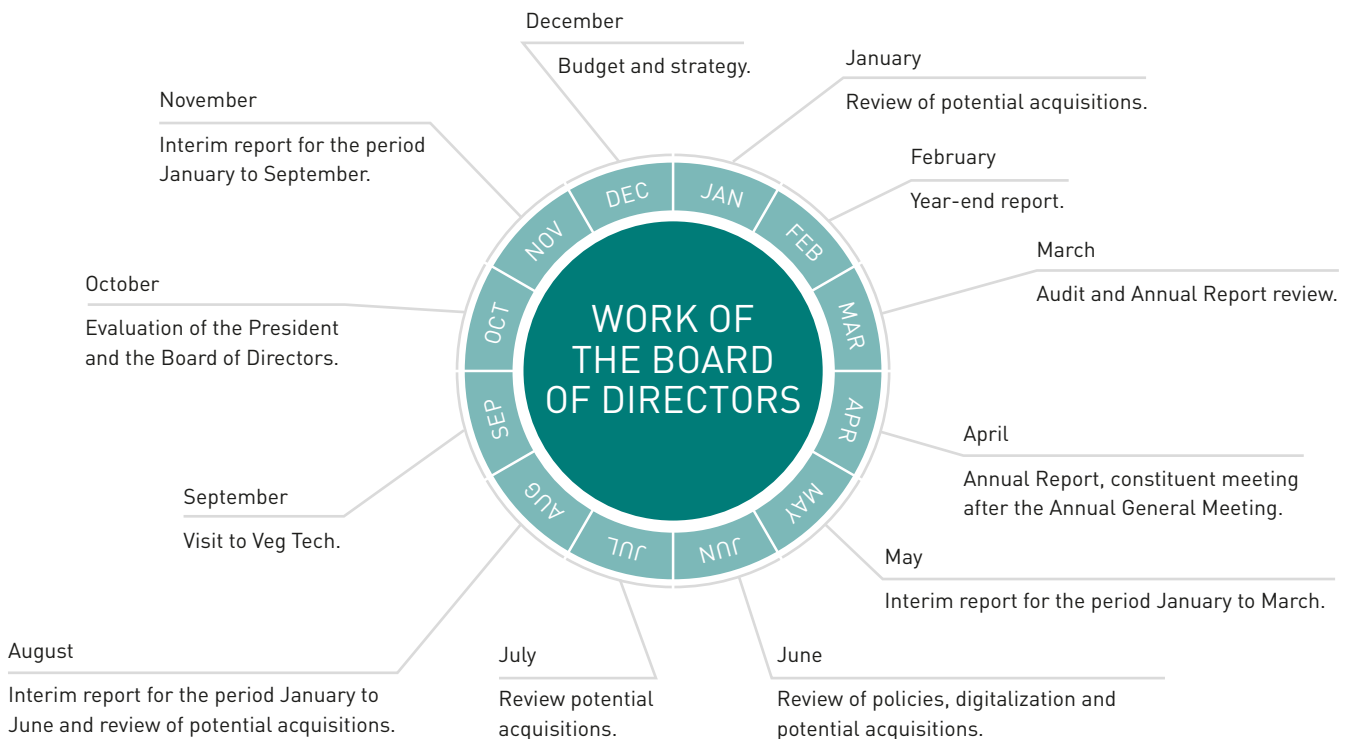 December
Budget and strategy.
January
Review of potential acquisitions.
February
Year-end report.
March
Audit and Annual Report review.
April
Annual Report, constituent meeting
after the Annual General Meeting.
May
Interim report for the period January to March.
June
Review of policies, digitalization and
potential acquisitions.
July
Review potential
acquisitions.
August
Interim report for the period January to
June and review of potential acquisitions.
September
Visit to Veg Tech.
October
Evaluation of the President
and the Board of Directors.
November
Interim report for the period
January to September.
JAN
FEB
MAR
APR
MAY
JUN
JUL
AUG
SEP
OCT
NOV
DEC
WORK OF
THE BOARD
OF DIRECTORS